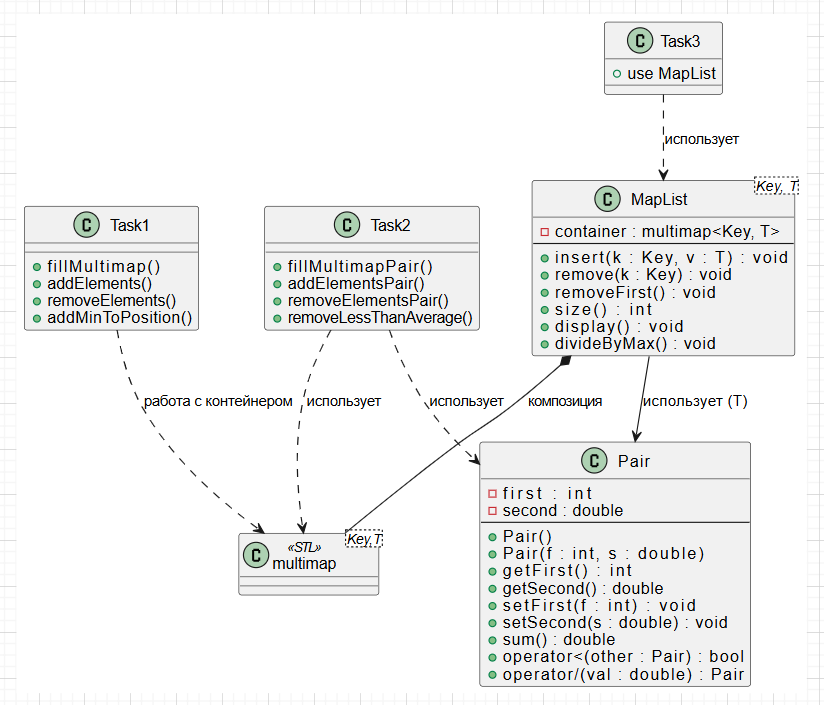 C Task3
use MapList
использует
Key, T
C MapList
container : multimap<Key, T>
insert(k : Key, v : T) : void
remove(k : Key) : void
removeFirst() : void
size() : int
display() : void
divideByMax() : void
C Task1
fillMultimap()
addElements()
removeElements()
addMinToPosition()
C Task2
fillMultimapPair()
addElementsPair()
removeElementsPair()
removeLessThanAverage()
работа с контейнером
использует
использует
композиция
использует (T)
Key,T
C «STL»
multimap
C Pair
first : int
second : double
Pair()
Pair(f : int, s : double)
getFirst() : int
getSecond() : double
setFirst(f : int) : void
setSecond(s : double) : void
sum() : double
operator<(other : Pair) : bool
operator/(val : double) : Pair